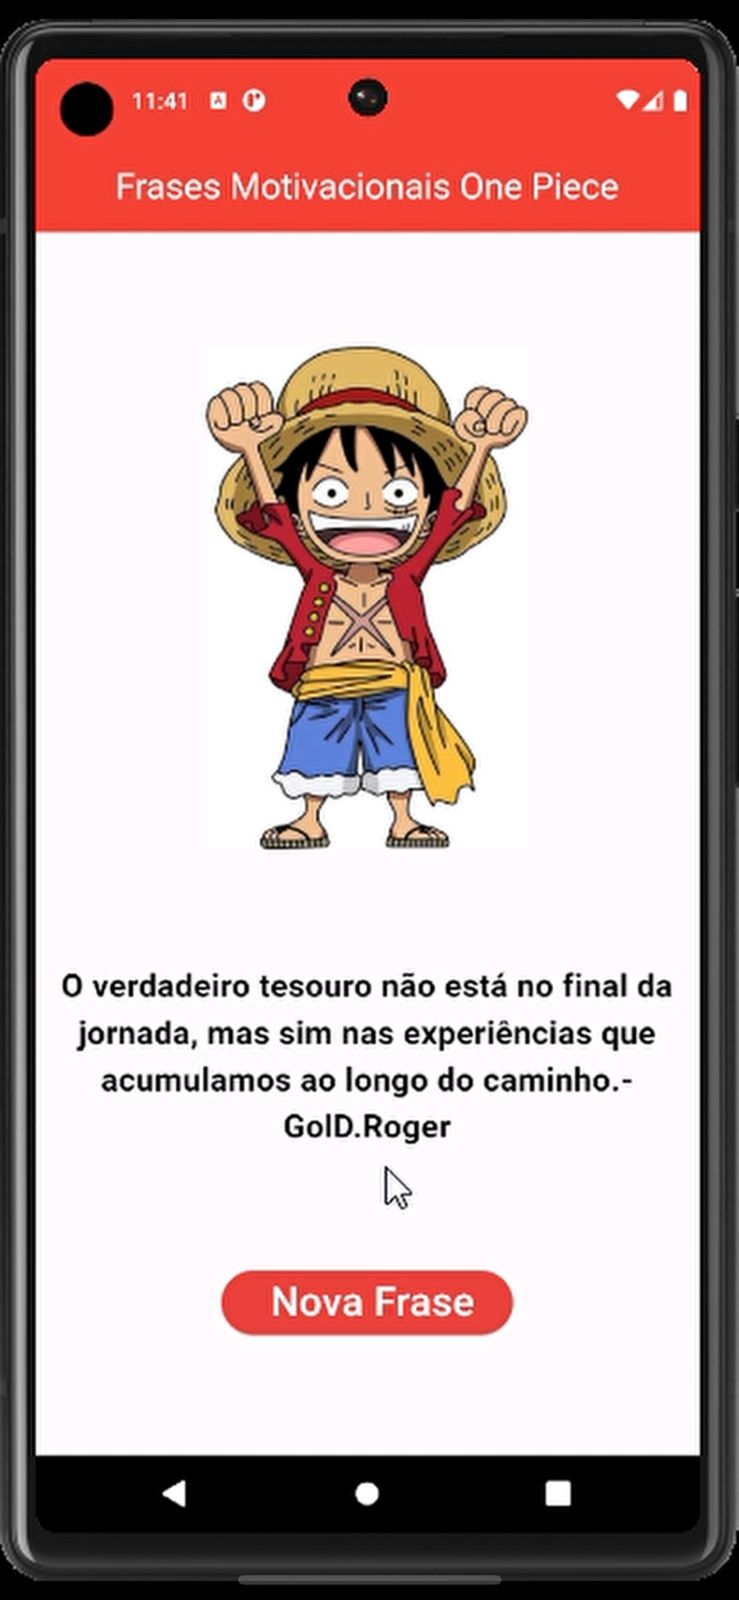 11:41
Frases Motivacionais One Piece
O verdadeiro tesouro não está no final da
jornada, mas sim nas experiências que
acumulamos ao longo do caminho.-
GolD.Roger
Nova Frase